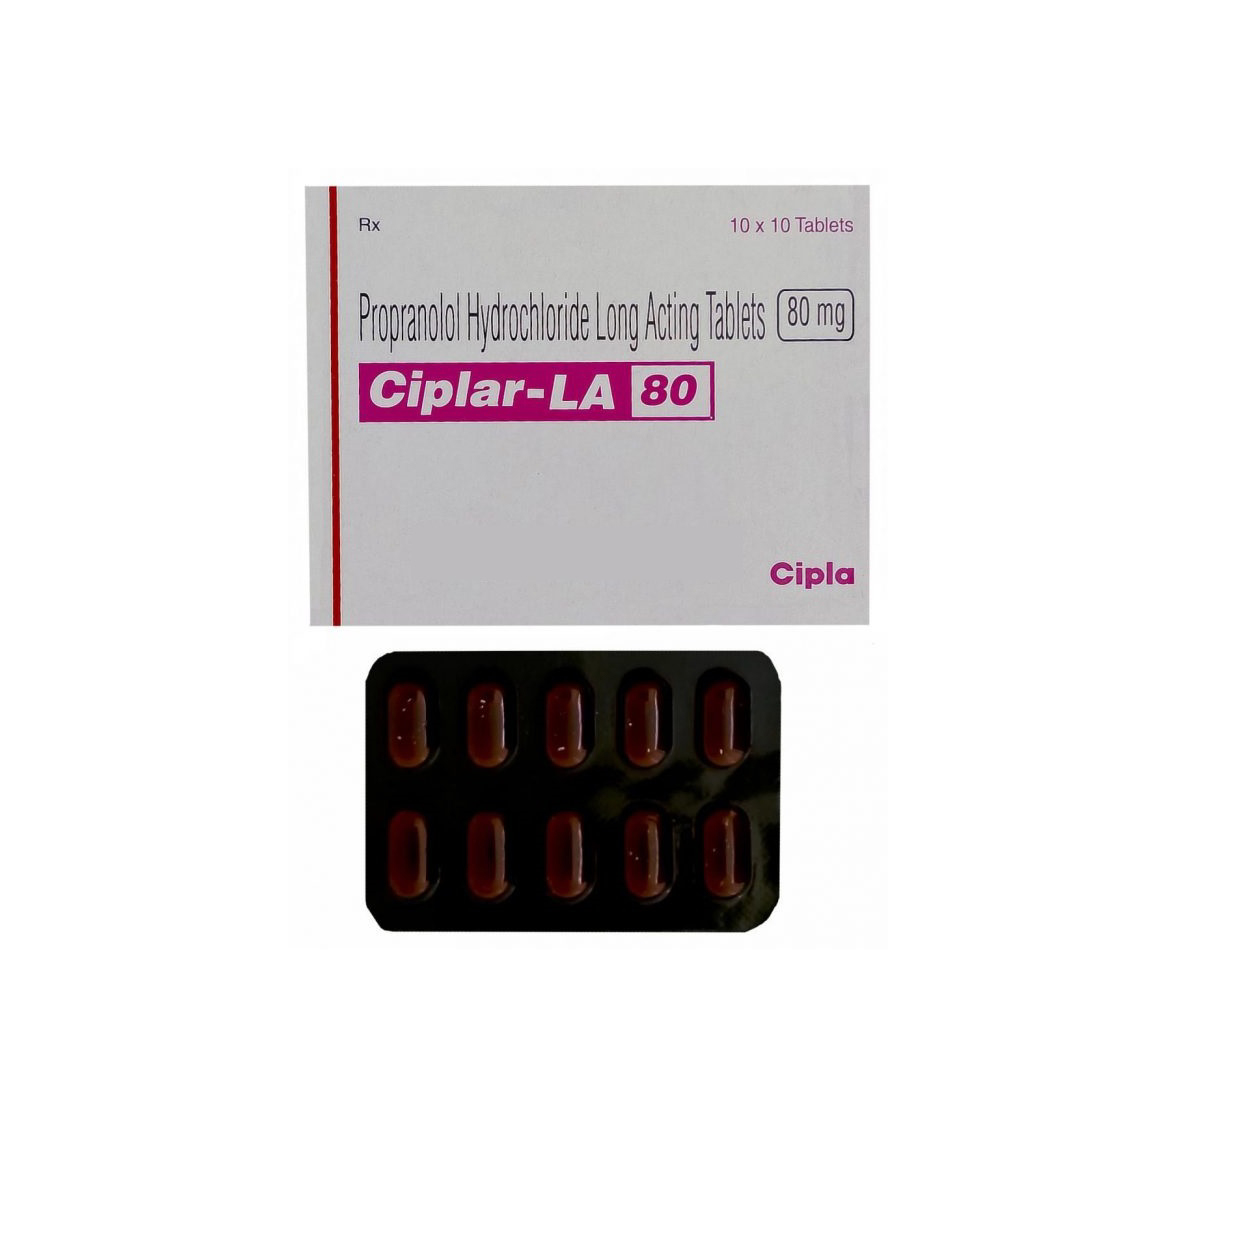 Rx
10 x 10 Tablets
Propranolol Hydrochloride Long Acting Tablets 80 mg
Ciplar-LA 80
Cipla